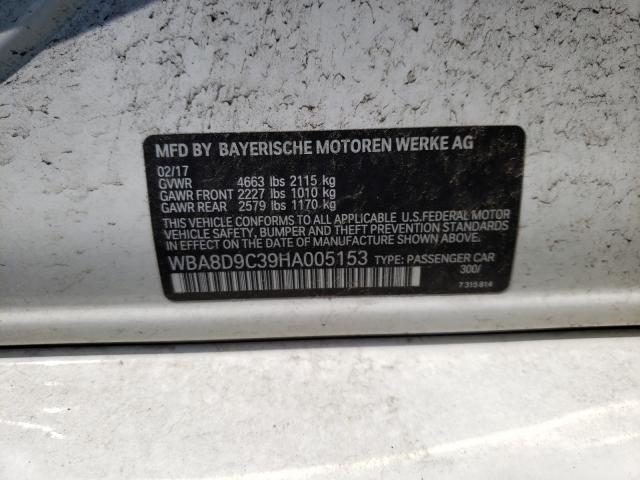 MFD BY BAYERISCHE MOTOREN WERKE AG
02/17
GVWR 4663 lbs 2115 kg
GAWR FRONT 2227 lbs 1010 kg
GAWR REAR 2579 lbs 1170 kg
THIS VEHICLE CONFORMS TO ALL APPLICABLE U.S.FEDERAL MOTOR
VEHICLE SAFETY, BUMPER, AND THEFT PREVENTION STANDARDS
IN EFFECT ON THE DATE OF MANUFACTURE SHOWN ABOVE.
WBA8D9C39HA005153 TYPE: PASSENGER CAR
300/
7 315 814